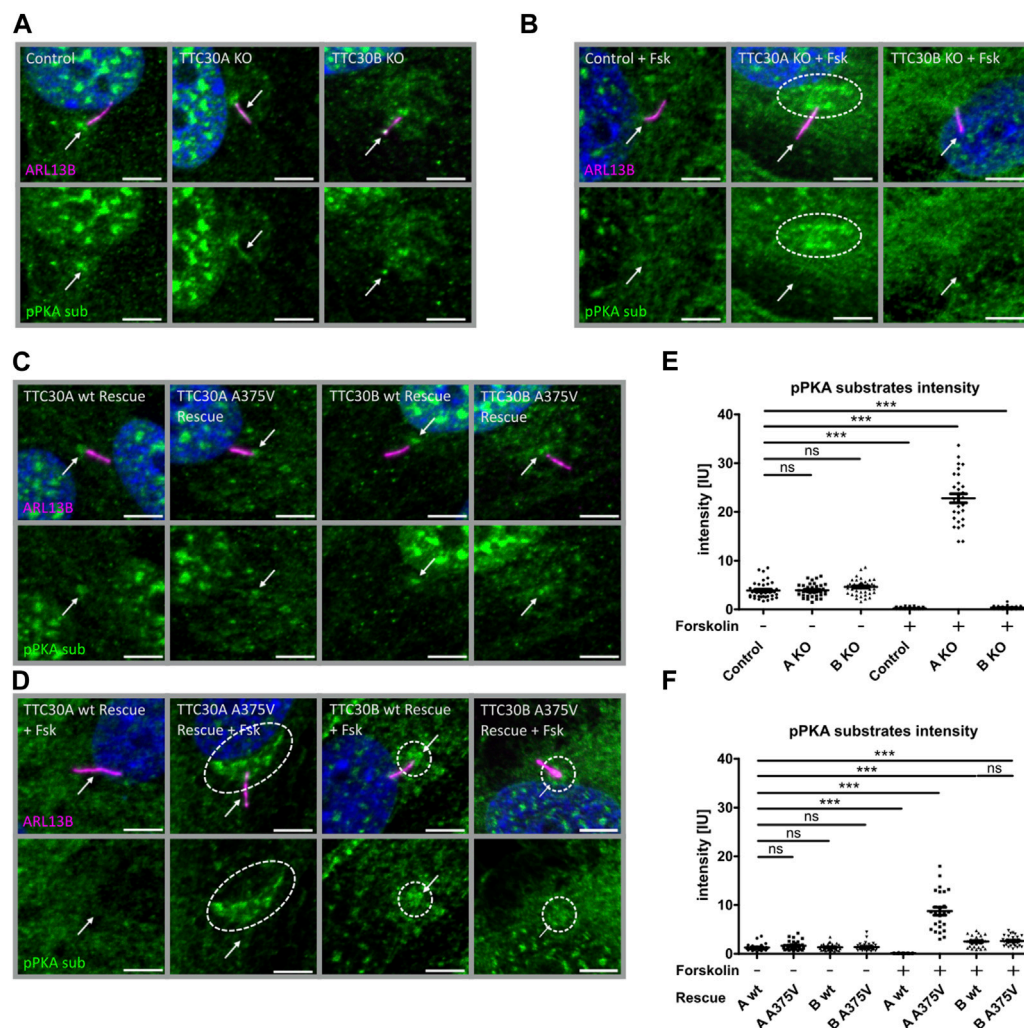 A
Control
TTC30A KO
TTC30B KO
ARL13B
pPKA sub
B
Control + Fsk
TTC30A KO + Fsk
TTC30B KO + Fsk
ARL13B
pPKA sub
C
TTC30A wt Rescue
TTC30A A375V
Rescue
TTC30B wt Rescue
TTC30B A375V
Rescue
ARL13B
pPKA sub
D
TTC30A wt Rescue
+ Fsk
TTC30A A375V
Rescue + Fsk
TTC30B wt Rescue
+ Fsk
TTC30B A375V
Rescue + Fsk
ARL13B
pPKA sub
E
pPKA substrates intensity
intensity [IU]
40
30
20
10
0
***
***
***
ns
ns
Forskolin - - - + + +
Control
A KO
B KO
Control
A KO
B KO
F
pPKA substrates intensity
intensity [IU]
40
30
20
10
0
***
*** ns
***
***
ns
ns
ns
Forskolin - - - - + + + +
Rescue
A wt
A A375V
B wt
B A375V
A wt
A A375V
B wt
B A375V